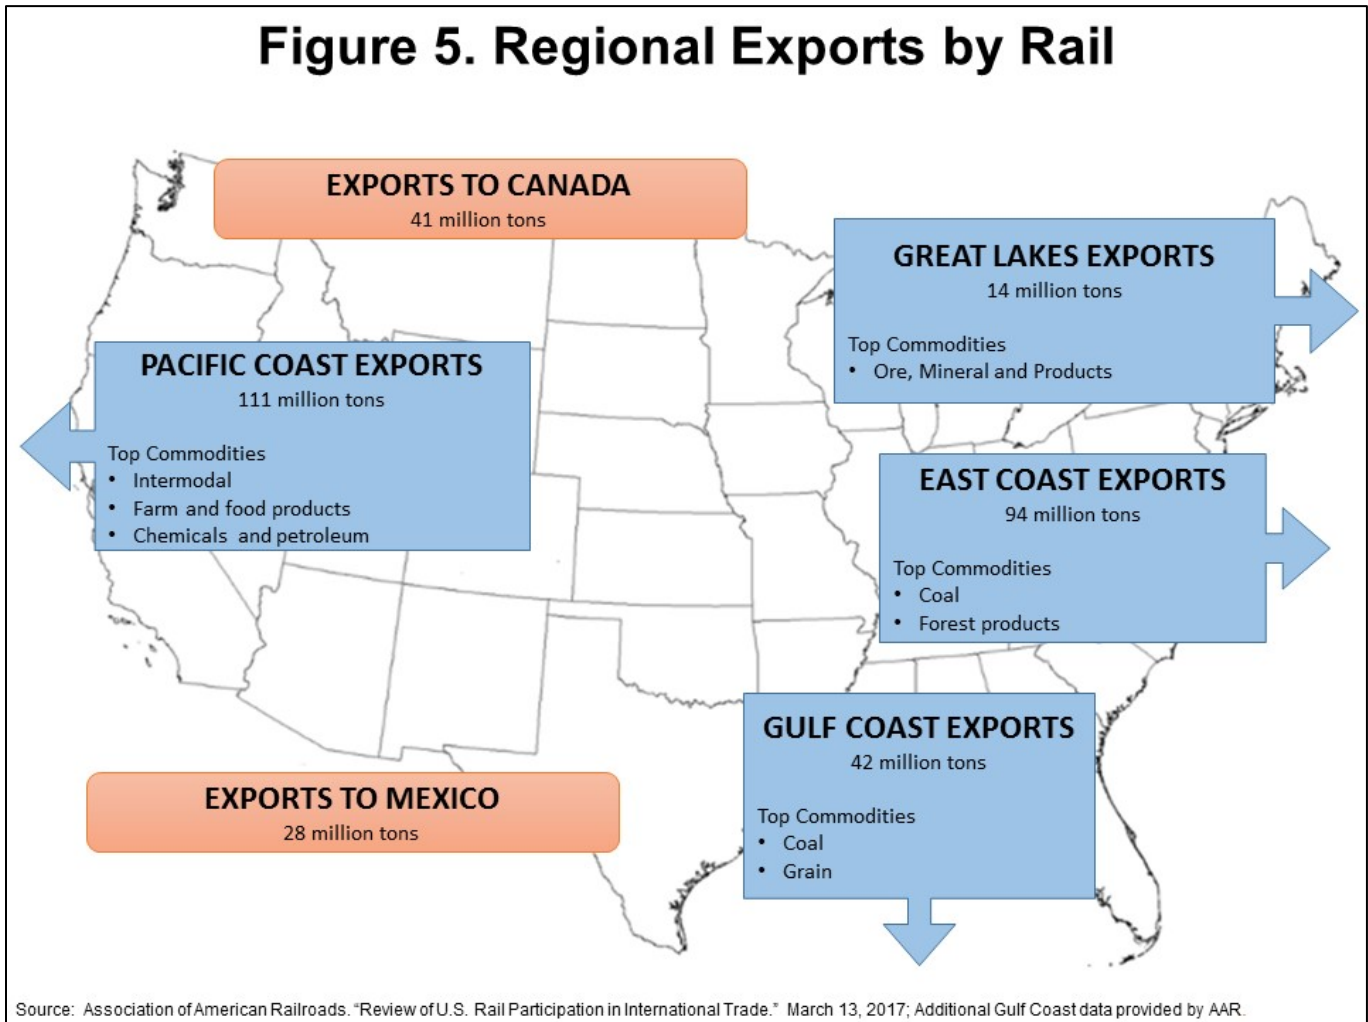 Figure 5. Regional Exports by Rail
EXPORTS TO CANADA
41 million tons
GREAT LAKES EXPORTS
14 million tons
Top Commodities
• Ore, Mineral and Products
PACIFIC COAST EXPORTS
111 million tons
Top Commodities
• Intermodal
• Farm and food products
• Chemicals and petroleum
EAST COAST EXPORTS
94 million tons
Top Commodities
• Coal
• Forest products
GULF COAST EXPORTS
42 million tons
Top Commodities
• Coal
• Grain
EXPORTS TO MEXICO
28 million tons
Source: Association of American Railroads. “Review of U.S. Rail Participation in International Trade.” March 13, 2017; Additional Gulf Coast data provided by AAR.